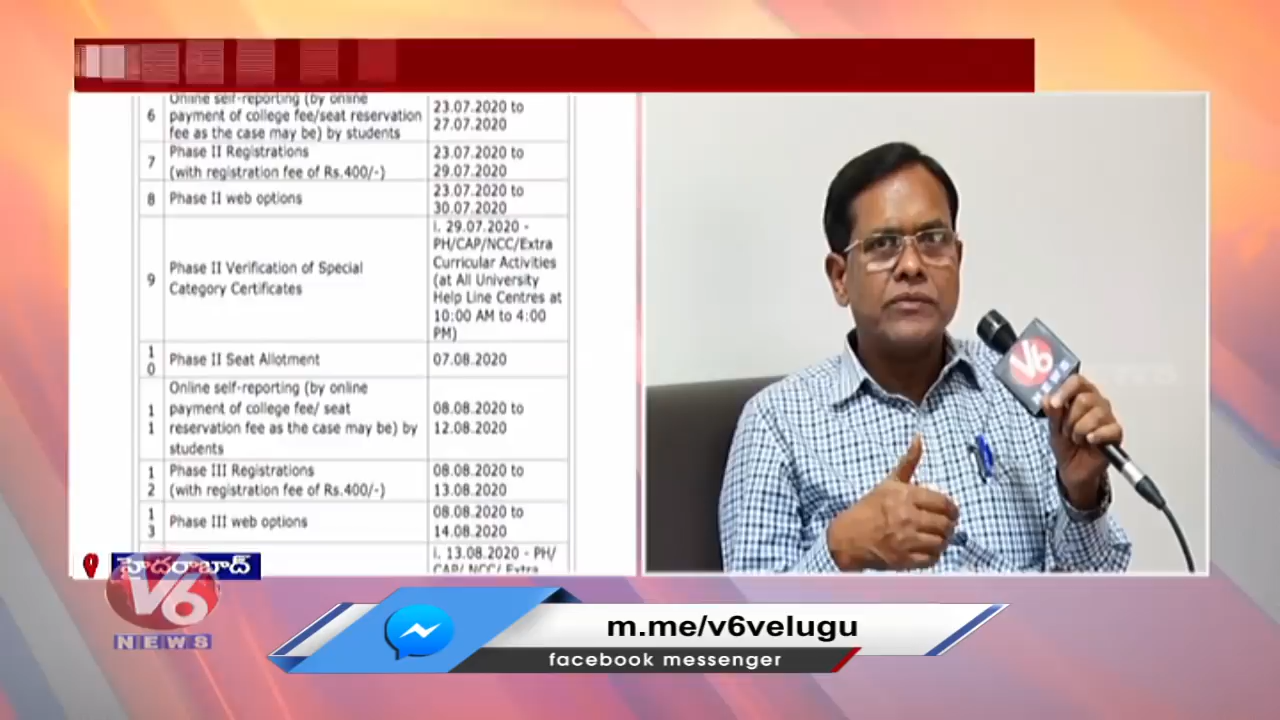 6 Online self-reporting (by online
payment of college fee/seat reservation
fee as the case may be) by students
23.07.2020 to
27.07.2020
7 Phase II Registrations
(with registration fee of Rs.400/-)
23.07.2020 to
29.07.2020
8 Phase II web options
23.07.2020 to
30.07.2020
9 Phase II Verification of Special
Category Certificates
i. 29.07.2020 -
PH/CAP/NCC/Extra
Curricular Activities
(at All University
Help Line Centres at
10:00 AM to 4:00
PM)
1
0
Phase II Seat Allotment
07.08.2020
1
1
Online self-reporting (by online
payment of college fee/ seat
reservation fee as the case may be) by
students
08.08.2020 to
12.08.2020
1
2
Phase III Registrations
(with registration fee of Rs.400/-)
08.08.2020 to
13.08.2020
1
3
Phase III web options
08.08.2020 to
14.08.2020
i. 13.08.2020 - PH/
CAP/ NCC/ Extra
V6
NEWS
హైదరాబాద్
V6
NEWS
m.me/v6velugu
facebook messenger